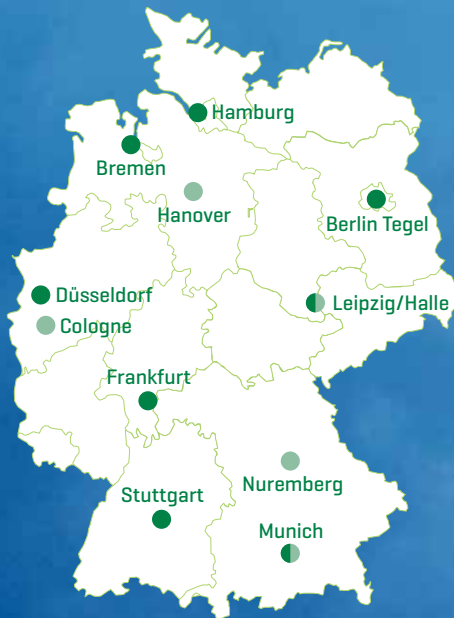 Hamburg
Bremen
Hanover
Berlin Tegel
Düsseldorf
Leipzig/Halle
Cologne
Frankfurt
Nuremberg
Stuttgart
Munich